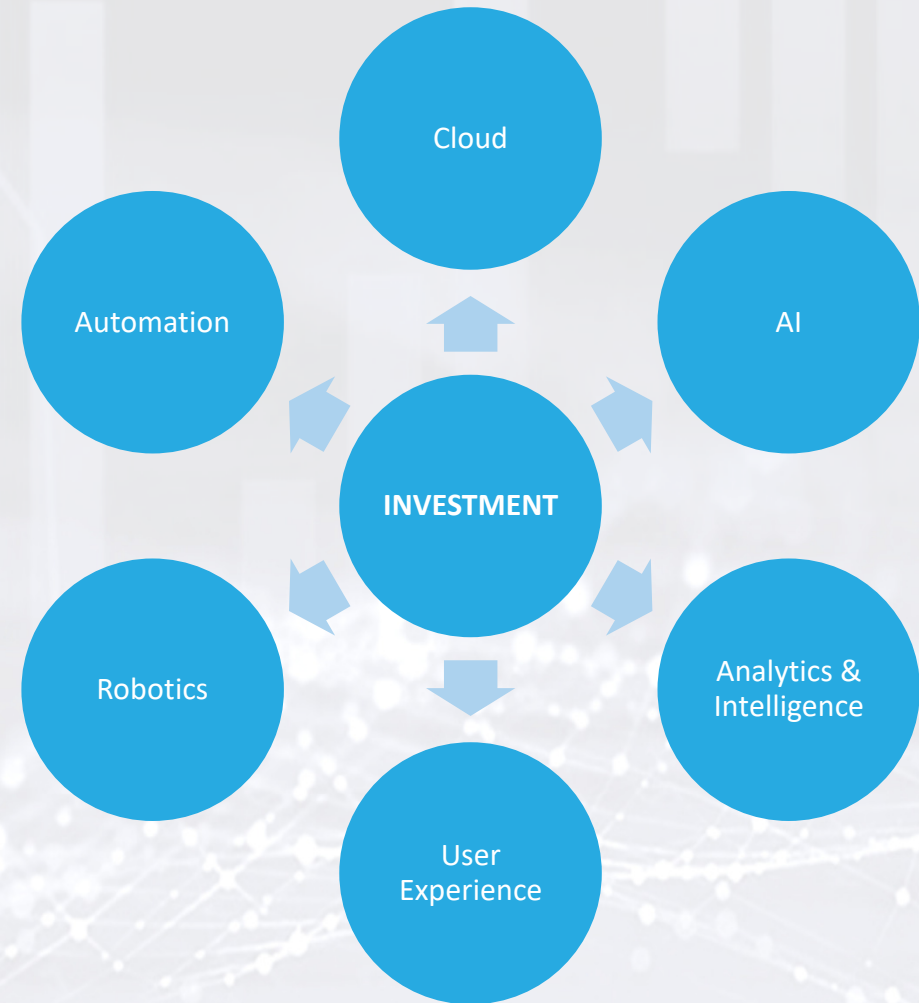 Cloud
Automation
AI
INVESTMENT
Robotics
Analytics &
Intelligence
User
Experience